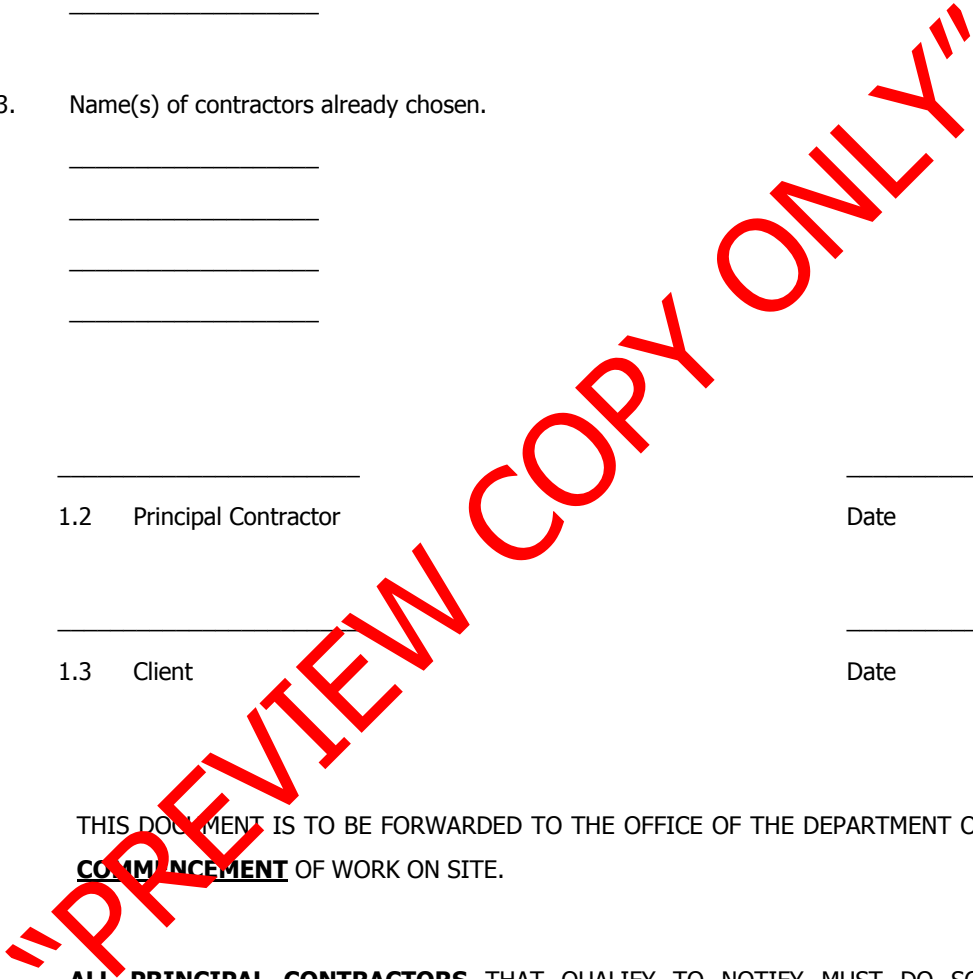 3. Name(s) of contractors already chosen.
1.2 Principal Contractor Date
1.3 Client Date
THIS DOCUMENT IS TO BE FORWARDED TO THE OFFICE OF THE DEPARTMENT O
COMMENCEMENT OF WORK ON SITE.
ALL PRINCIPAL CONTRACTORS THAT QUALIFY TO NOTIFY MUST DO SO
"PREVIEW COPY ONLY"